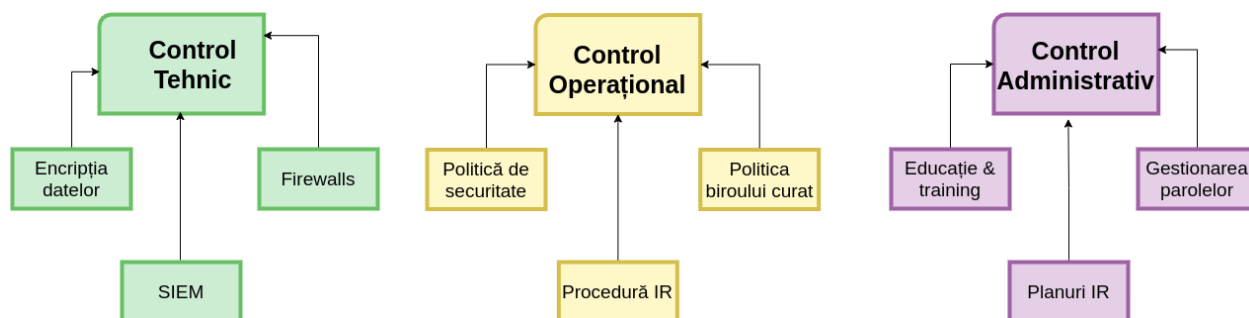 Control
Tehnic
Encripția
datelor
Firewalls
SIEM
Control
Operațional
Politică de
securitate
Politica
biroului curat
Procedură IR
Control
Administrativ
Educație &
training
Gestionarea
parolelor
Planuri IR